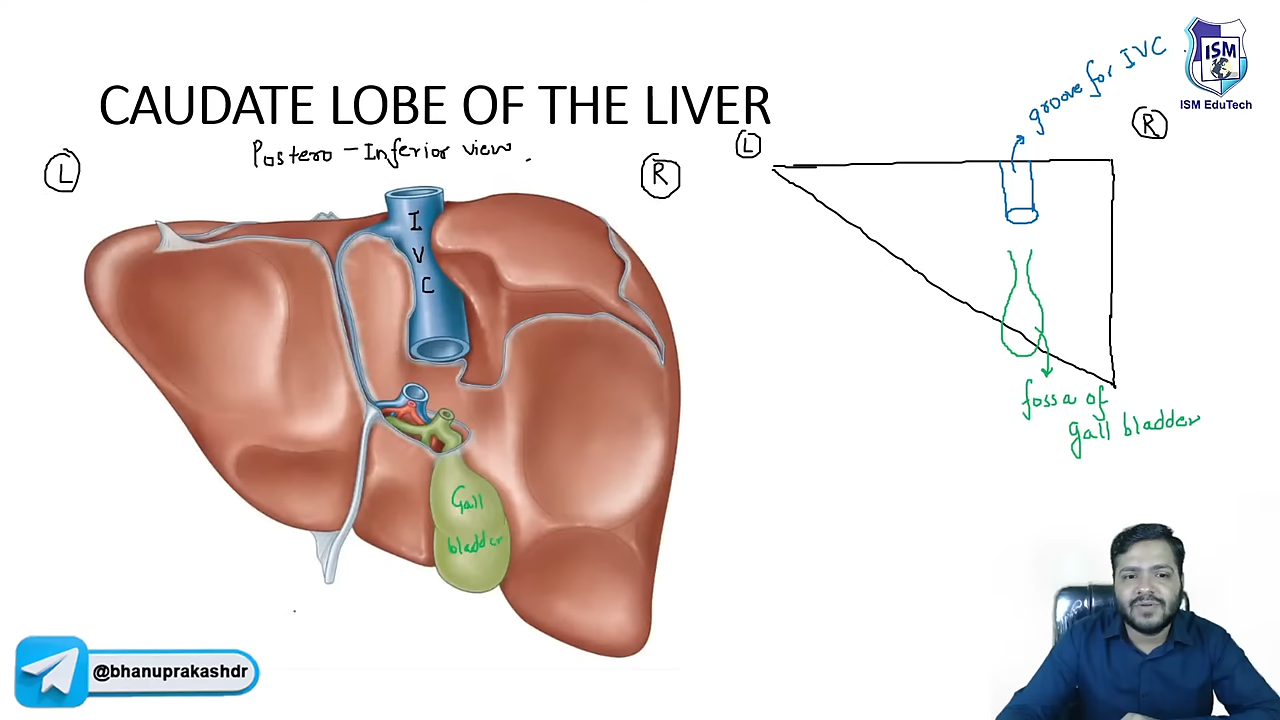 CAUDATE LOBE OF THE LIVER
Postero - Inferior view
L
R
I
V
C
Gall
bladder
L
R
groove for IVC
fossa of
gall bladder
ISM
ISM EduTech
@bhanuprakashdr